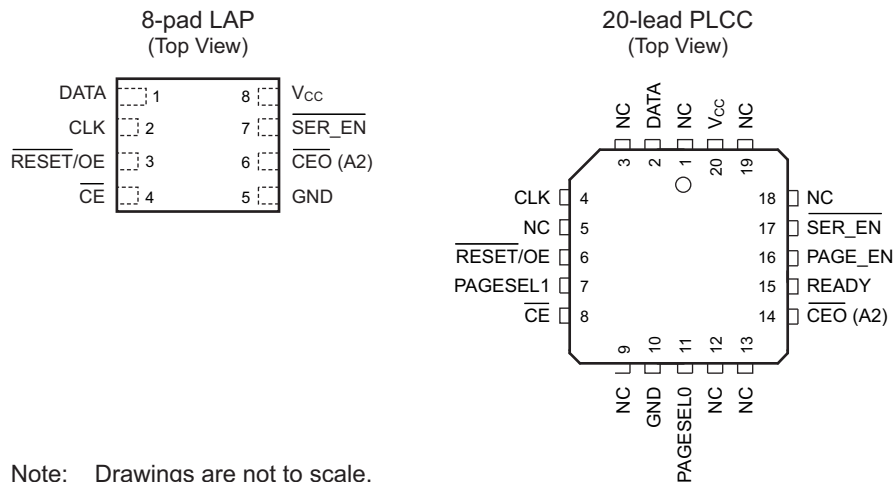 8-pad LAP
(Top View)
DATA 1
CLK 2
RESET/OE 3
CE 4
8 VCC
7 SER_EN
6 CEO (A2)
5 GND
20-lead PLCC
(Top View)
NC 3
DATA 2
NC 1
VCC 20
NC 19
CLK 4
NC 5
RESET/OE 6
PAGESEL1 7
CE 8
18 NC
17 SER_EN
16 PAGE_EN
15 READY
14 CEO (A2)
9 NC
10 GND
11 PAGESEL0
12 NC
13 NC
Note: Drawings are not to scale.